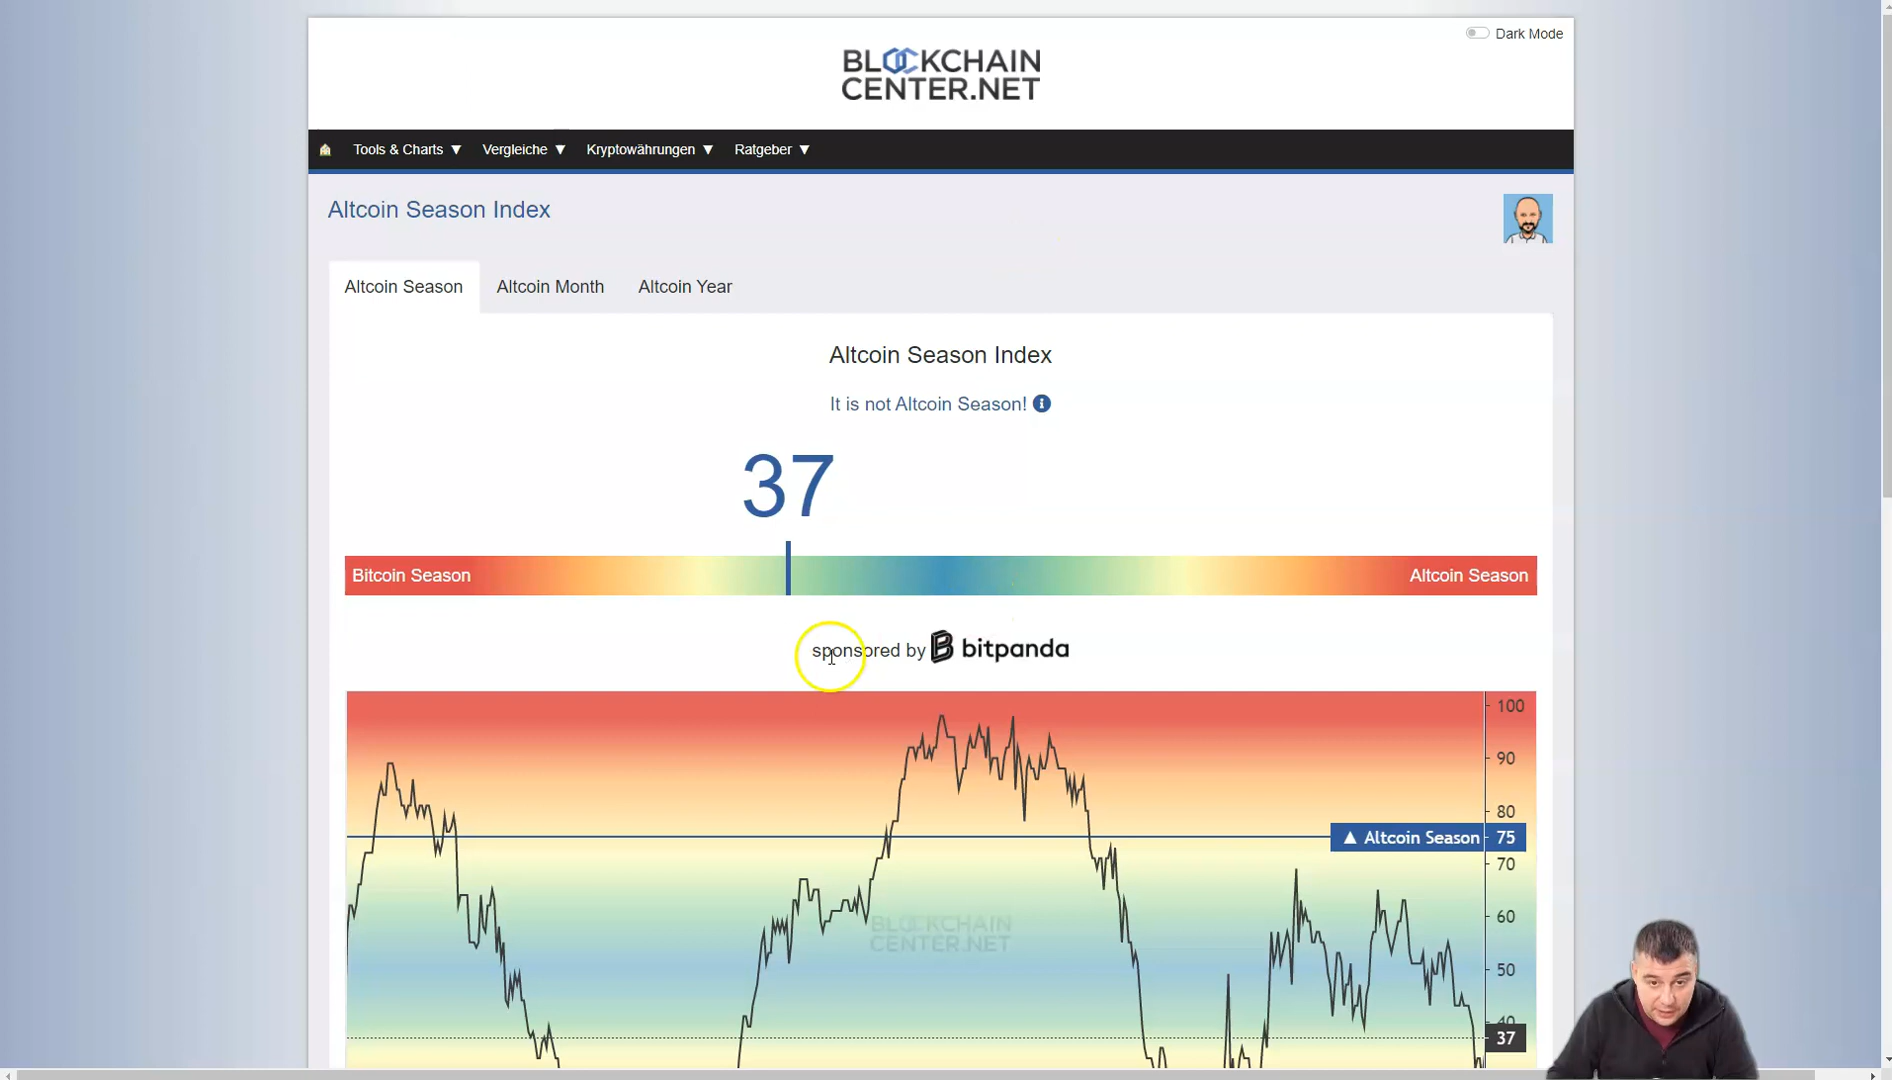 Dark Mode
BLOCKCHAIN
CENTER.NET
Tools & Charts ▼ Vergleiche ▼ Kryptowährungen ▼ Ratgeber ▼
Altcoin Season Index
Altcoin Season Altcoin Month Altcoin Year
Altcoin Season Index
It is not Altcoin Season!
37
Bitcoin Season Altcoin Season
sponsored by bitpanda
100
90
80
▲ Altcoin Season 75
70
60
BLOCKCHAIN
CENTER.NET
50
40
37